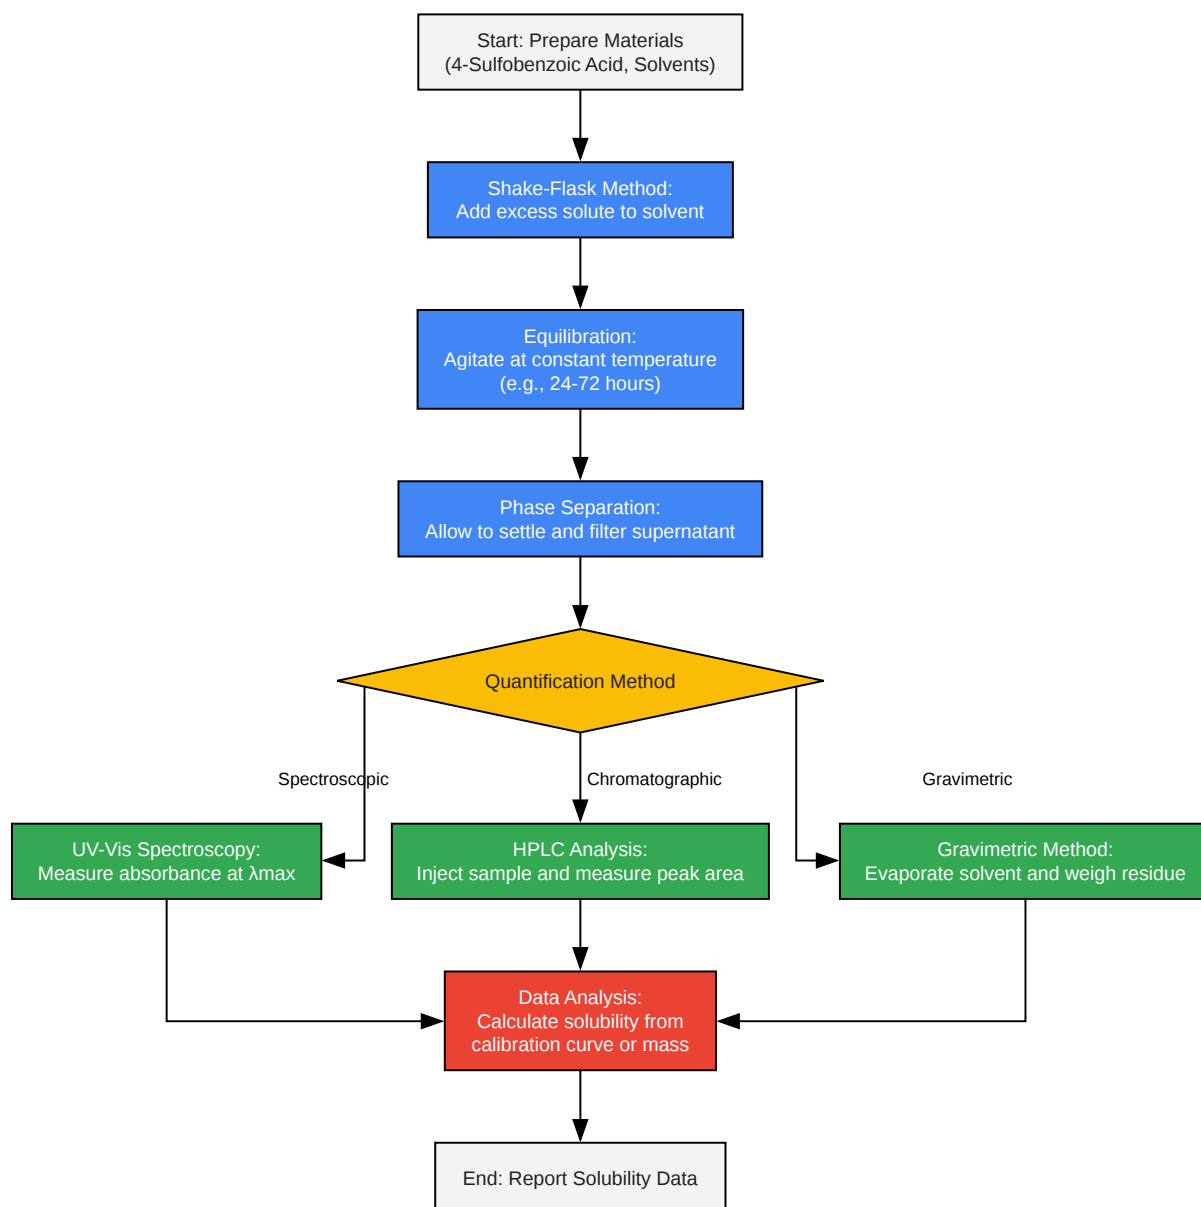 Start: Prepare Materials
(4-Sulfobenzoic Acid, Solvents)
Shake-Flask Method:
Add excess solute to solvent
Equilibration:
Agitate at constant temperature
(e.g., 24-72 hours)
Phase Separation:
Allow to settle and filter supernatant
Quantification Method
Spectroscopic
Chromatographic
Gravimetric
UV-Vis Spectroscopy:
Measure absorbance at λmax
HPLC Analysis:
Inject sample and measure peak area
Gravimetric Method:
Evaporate solvent and weigh residue
Data Analysis:
Calculate solubility from
calibration curve or mass
End: Report Solubility Data